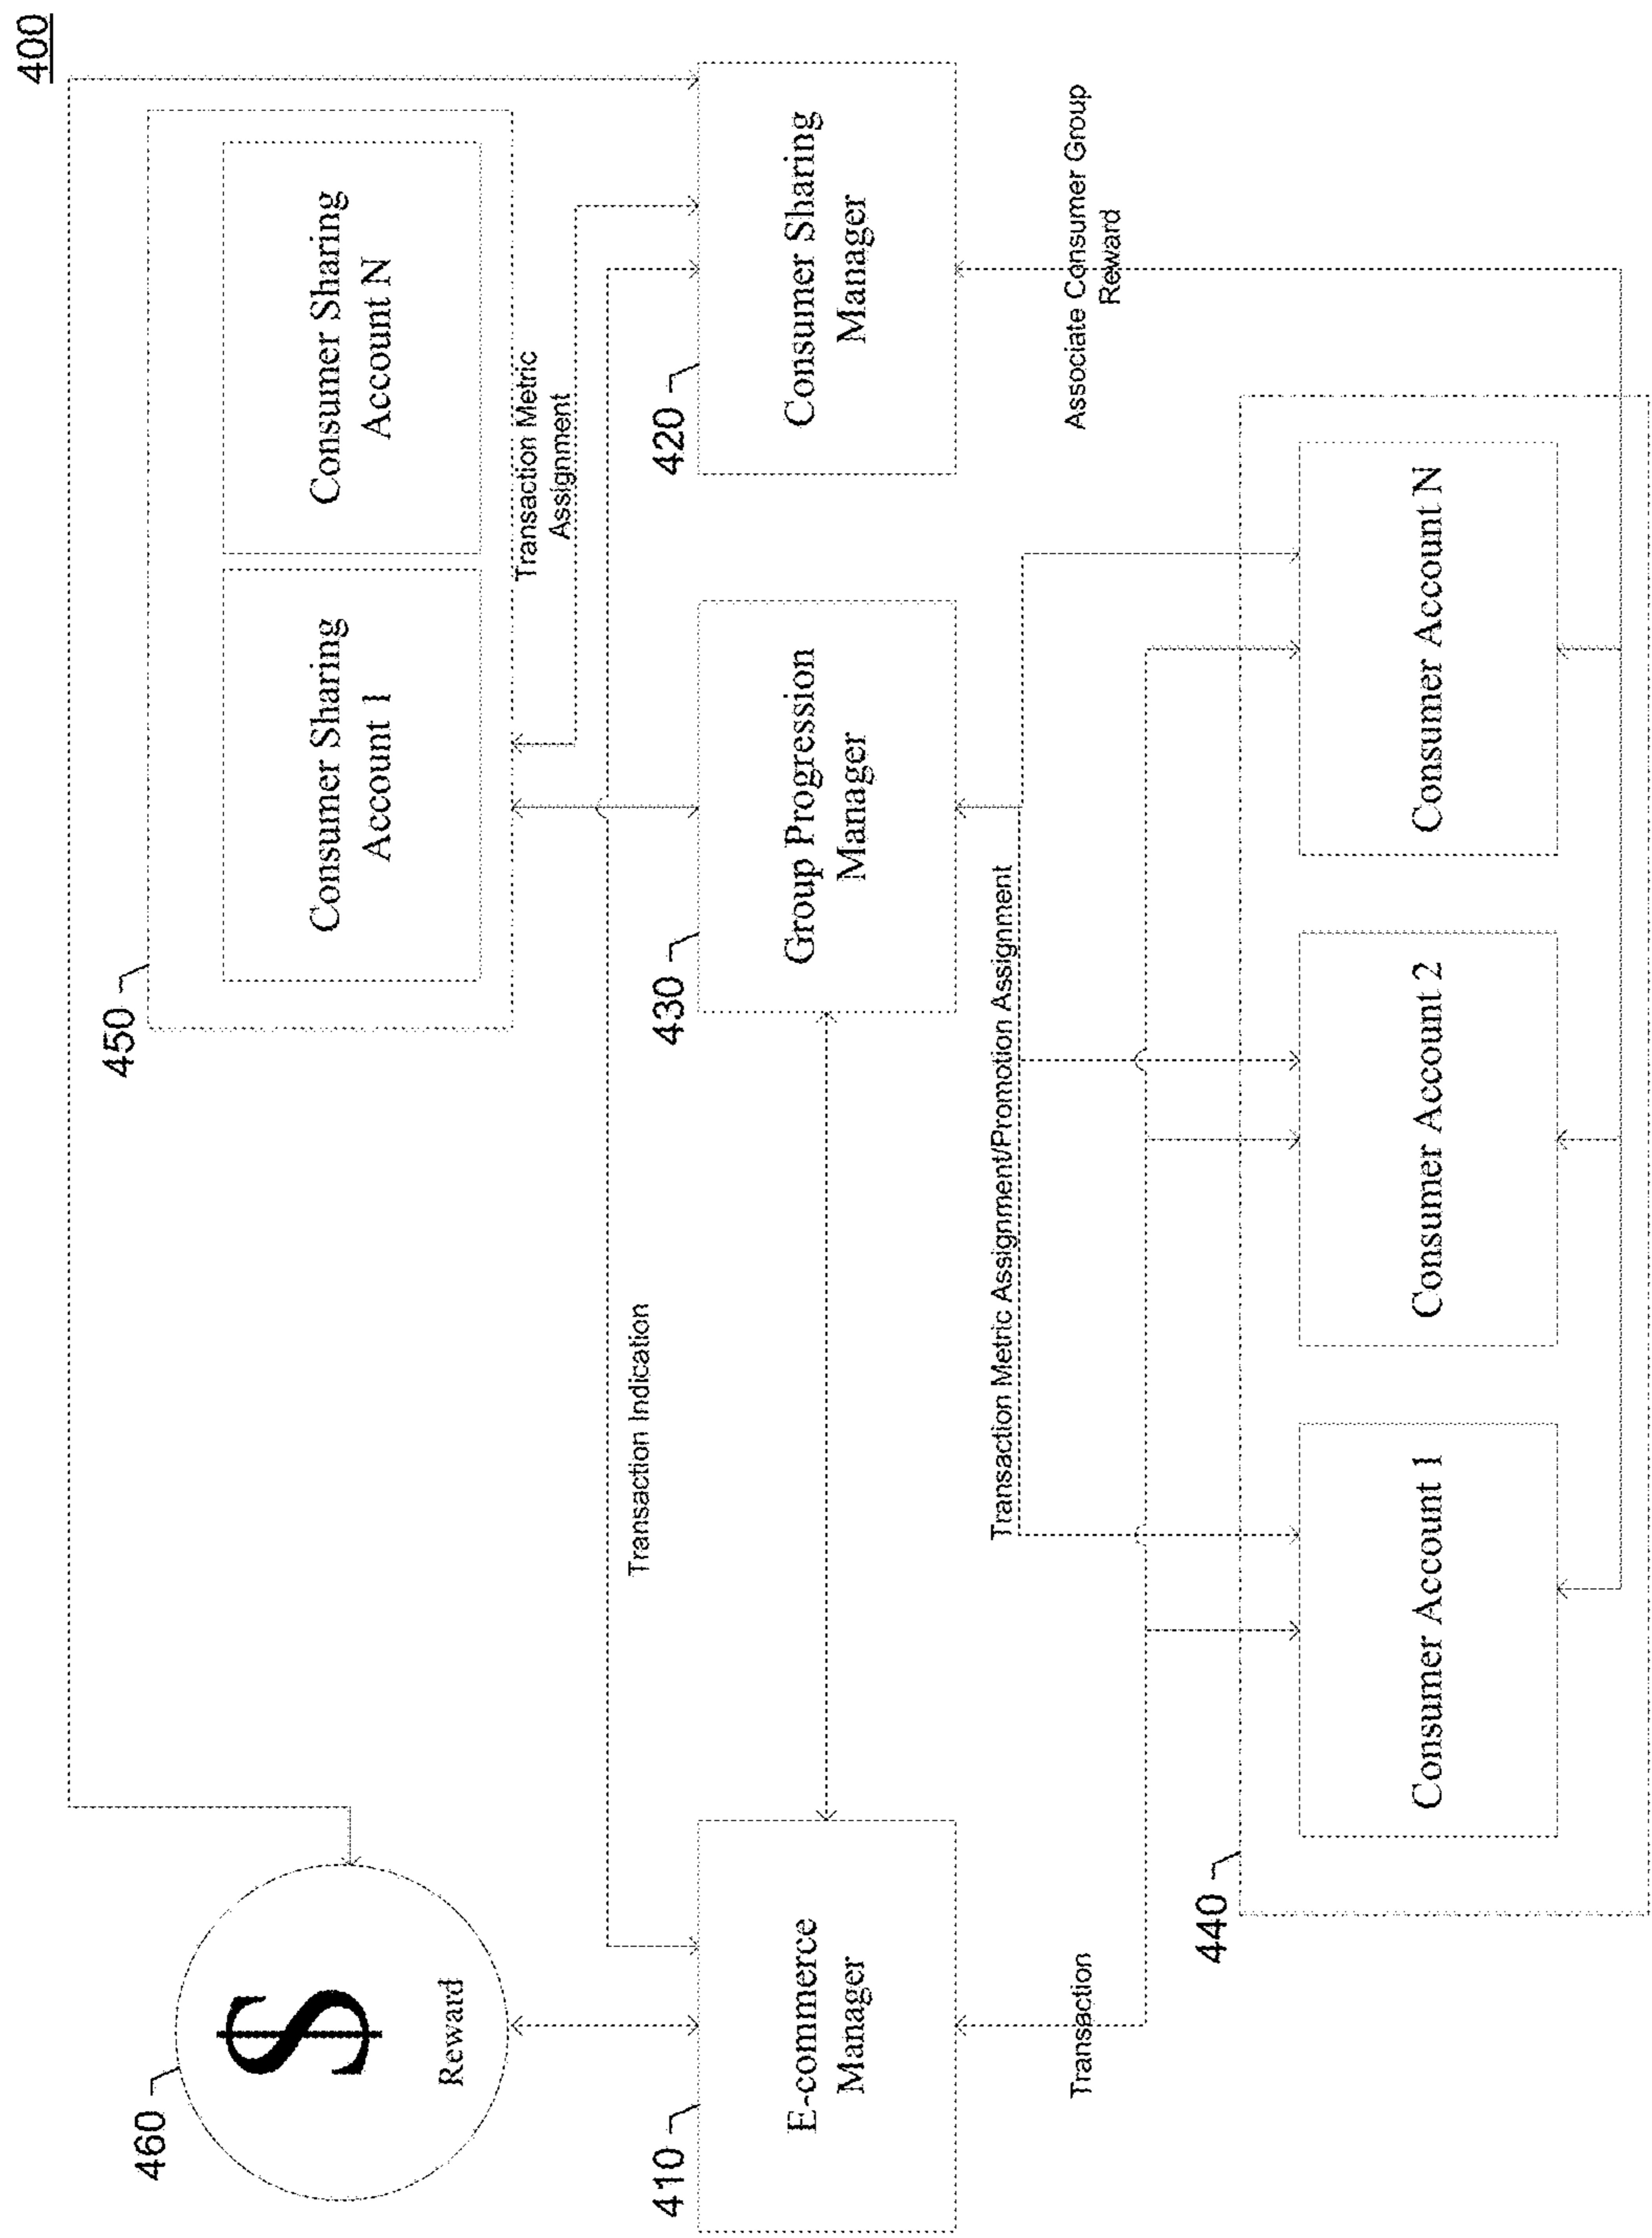 400
460
$
Reward
450
Consumer Sharing
Account 1
Consumer Sharing
Account N
Transaction Metric
Assignment
Transaction Indication
410
E-commerce
Manager
430
Group Progression
Manager
420
Consumer Sharing
Manager
Transaction
Transaction Metric Assignment/Promotion Assignment
Associate Consumer Group
Reward
440
Consumer Account 1
Consumer Account 2
Consumer Account N